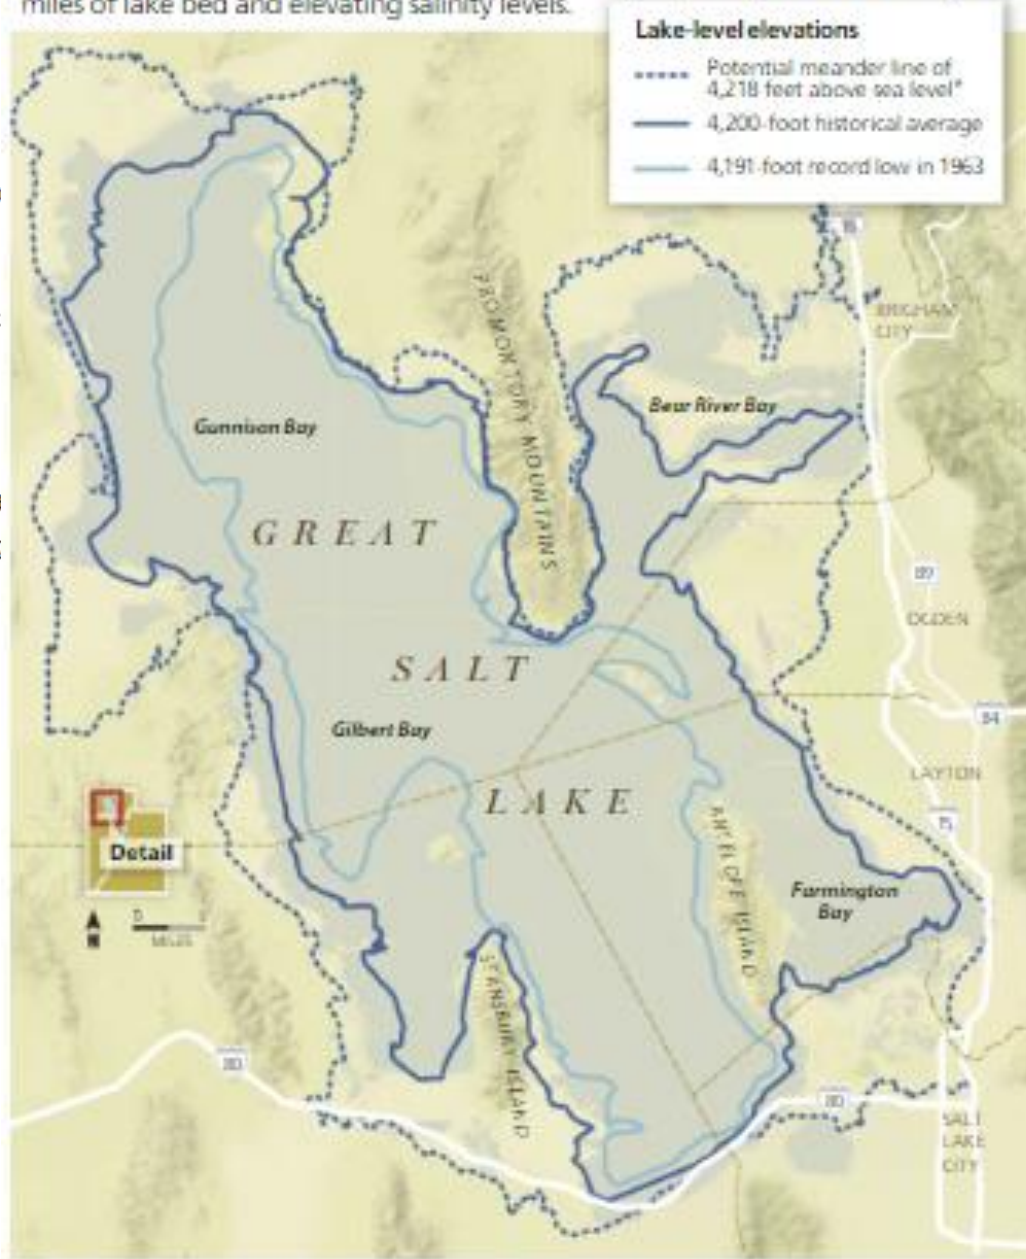 miles of lake bed and elevating salinity levels.
Lake-level elevations
Potential meander line of
4,218 feet above sea level*
4,200-foot historical average
4,191-foot record low in 1963
PROMONTORY MOUNTAINS
BRIGHAM
CITY
Bear River Bay
Gunnison Bay
GREAT
89
OGDEN
SALT
84
Gilbert Bay
LAYTON
LAKE
15
ANTELOPE ISLAND
Detail
Farmington
Bay
0
MILES
STANSBURY ISLAND
80
80
SALT
LAKE
CITY